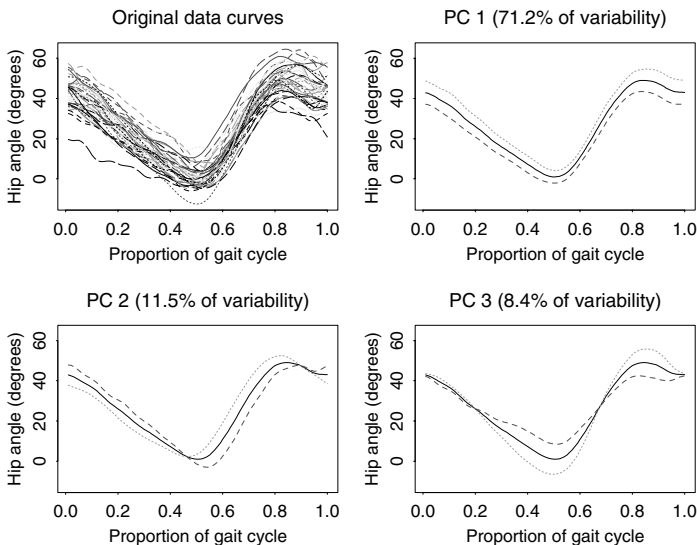 Original data curves
Hip angle (degrees)
60
40
20
0
0.0 0.2 0.4 0.6 0.8 1.0
Proportion of gait cycle
PC 1 (71.2% of variability)
Hip angle (degrees)
60
40
20
0
0.0 0.2 0.4 0.6 0.8 1.0
Proportion of gait cycle
PC 2 (11.5% of variability)
Hip angle (degrees)
60
40
20
0
0.0 0.2 0.4 0.6 0.8 1.0
Proportion of gait cycle
PC 3 (8.4% of variability)
Hip angle (degrees)
60
40
20
0
0.0 0.2 0.4 0.6 0.8 1.0
Proportion of gait cycle